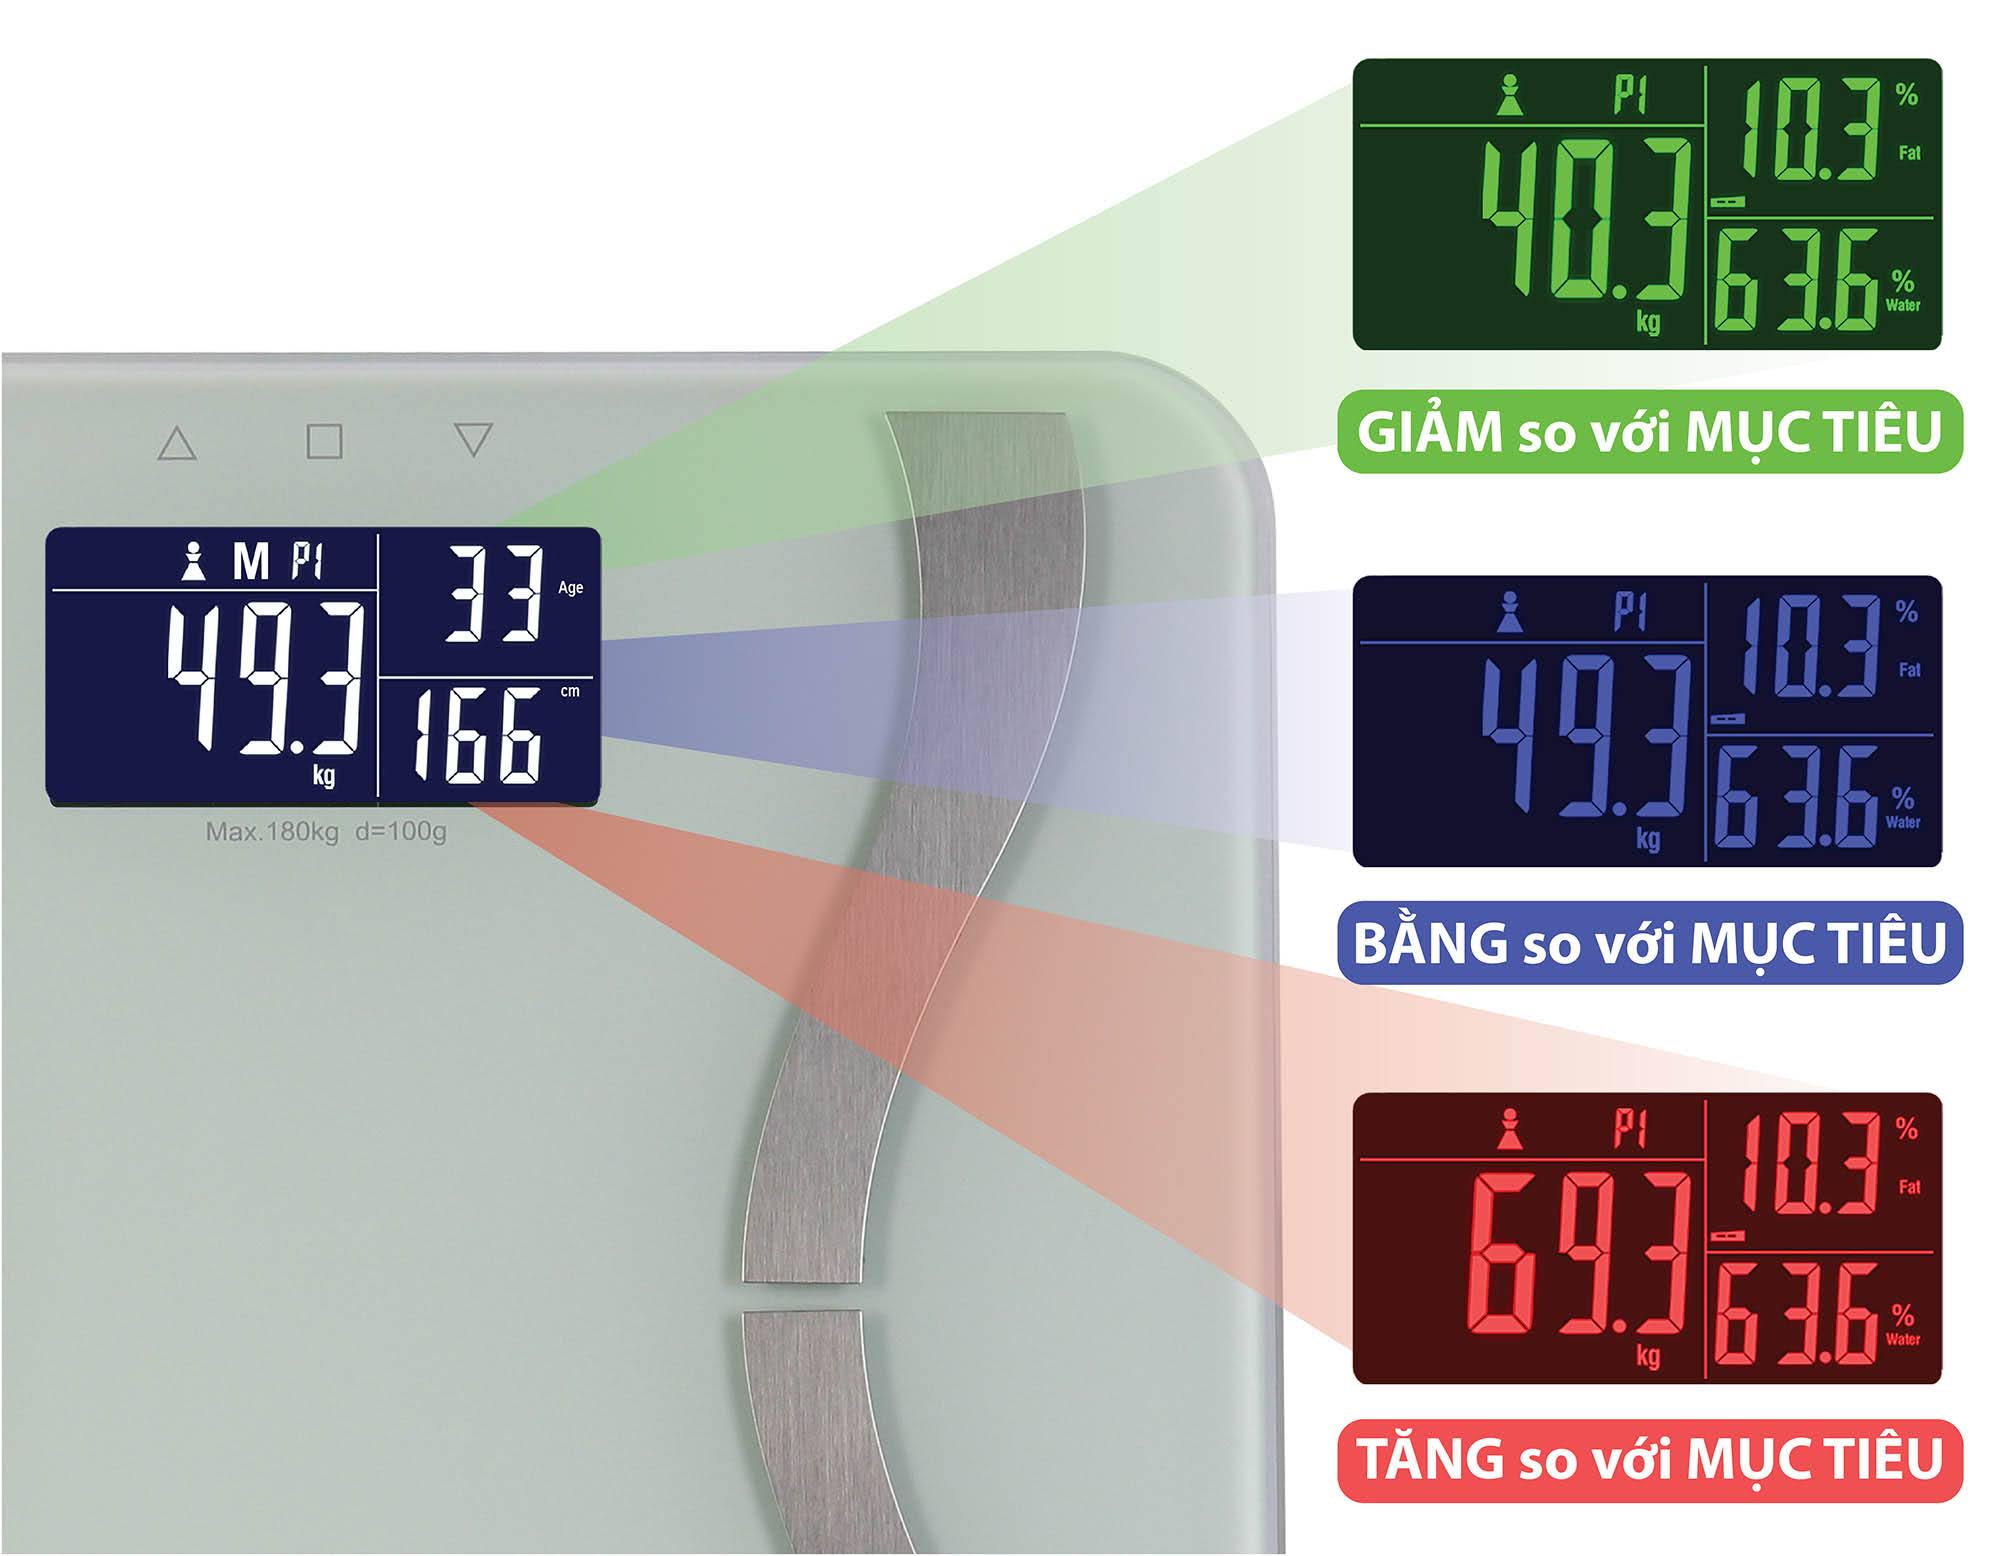 M P1
33 Age
49.3 kg
166 cm
Max.180kg d=100g
P1
10.3 % Fat
40.3 kg
63.6 % Water
GIẢM so với MỤC TIÊU
P1
10.3 % Fat
49.3 kg
63.6 % Water
BẰNG so với MỤC TIÊU
P1
10.3 % Fat
69.3 kg
63.6 % Water
TĂNG so với MỤC TIÊU